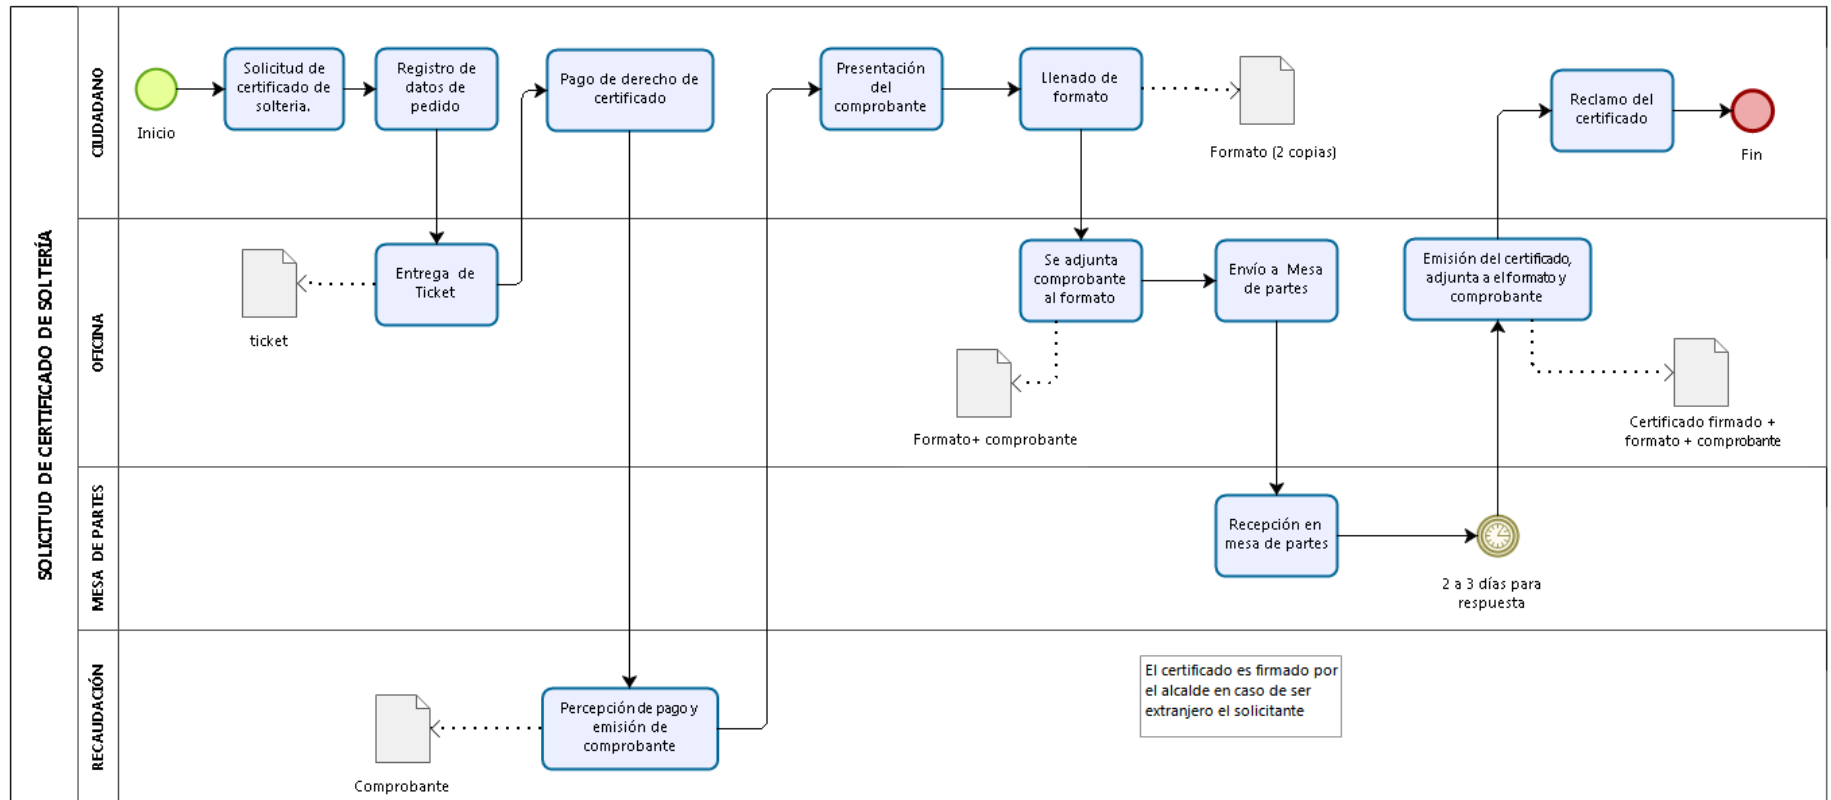 SOLICITUD DE CERTIFICADO DE SOLTERÍA
CIUDADANO
Inicio
Solicitud de
certificado de
solteria.
Registro de
datos de
pedido
Pago de derecho de
certificado
Presentación
del
comprobante
Llenado de
formato
Formato (2 copias)
Reclamo del
certificado
Fin
OFICINA
ticket
Entrega de
Ticket
Se adjunta
comprobante
al formato
Formato+ comprobante
Envío a Mesa
de partes
Emisión del certificado,
adjunta a el formato y
comprobante
Certificado firmado +
formato + comprobante
MESA DE PARTES
Recepción en
mesa de partes
2 a 3 días para
respuesta
RECAUDACIÓN
Comprobante
Percepción de pago y
emisión de
comprobante
El certificado es firmado por
el alcalde en caso de ser
extranjero el solicitante